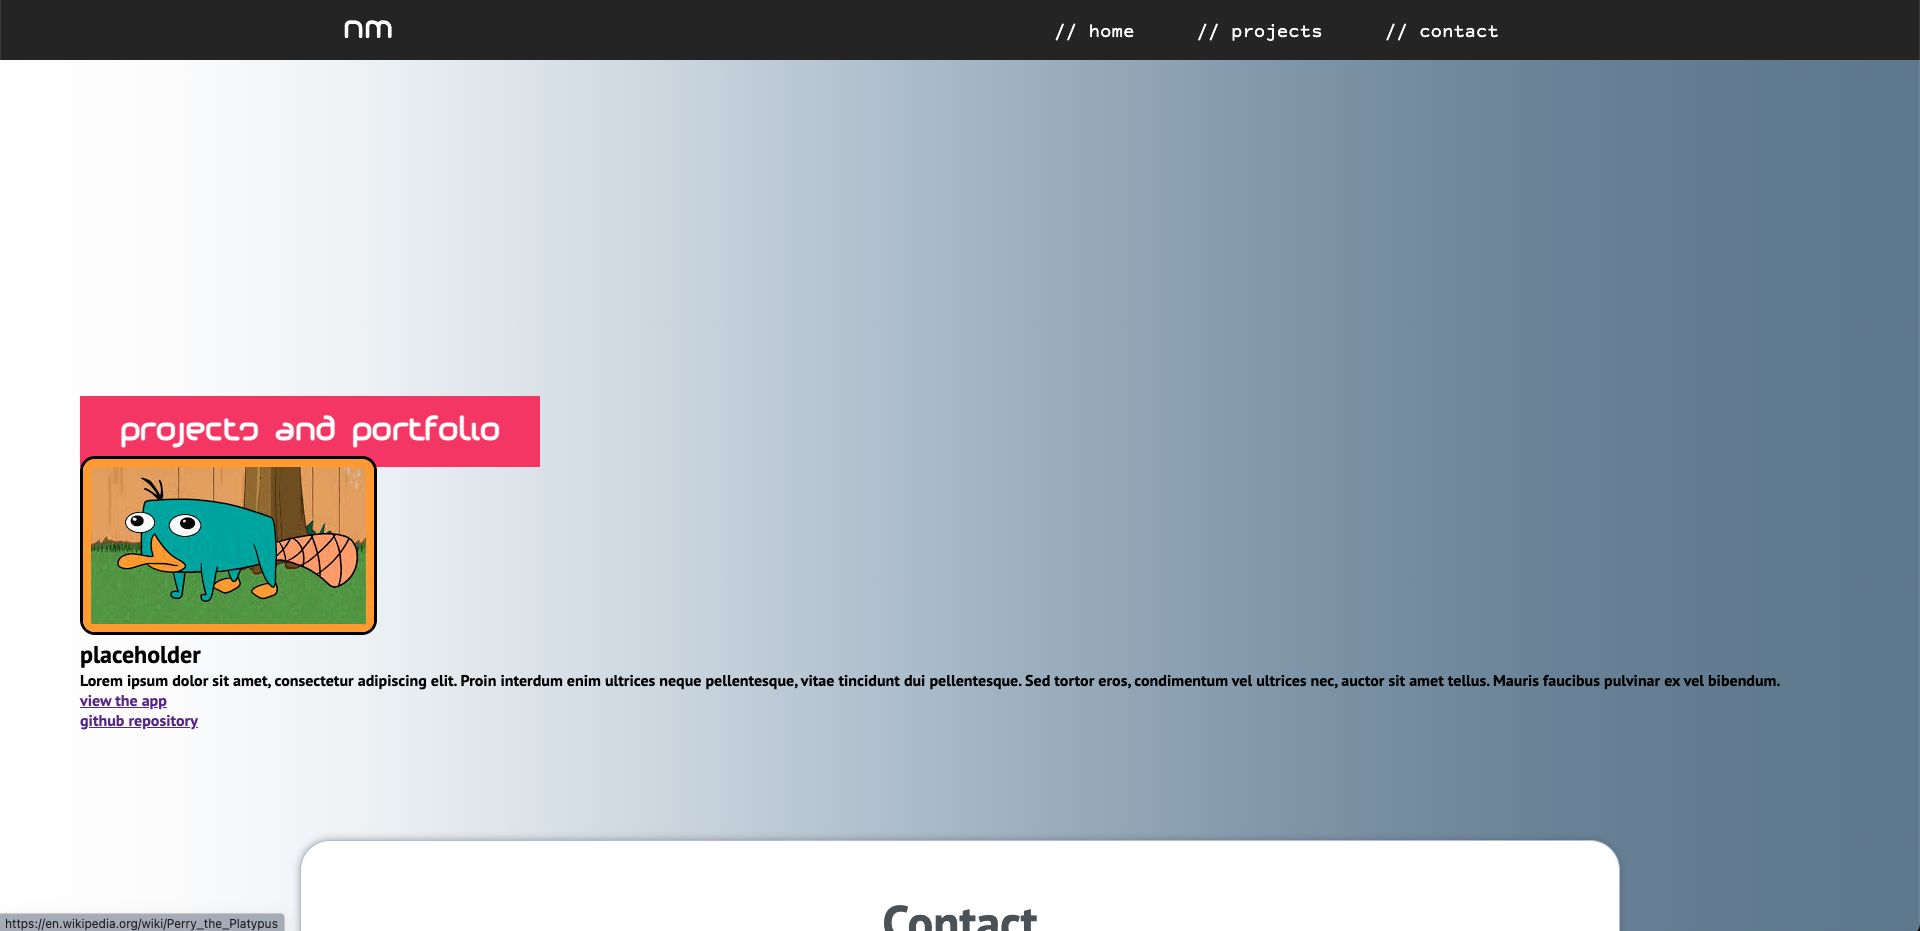 nm
// home
// projects
// contact
projects and portfolio
placeholder
Lorem ipsum dolor sit amet, consectetur adipiscing elit. Proin interdum enim ultrices neque pellentesque, vitae tincidunt dui pellentesque. Sed tortor eros, condimentum vel ultrices nec, auctor sit amet tellus. Mauris faucibus pulvinar ex vel bibendum.
view the app
github repository
Contact
https://en.wikipedia.org/wiki/Perry_the_Platypus